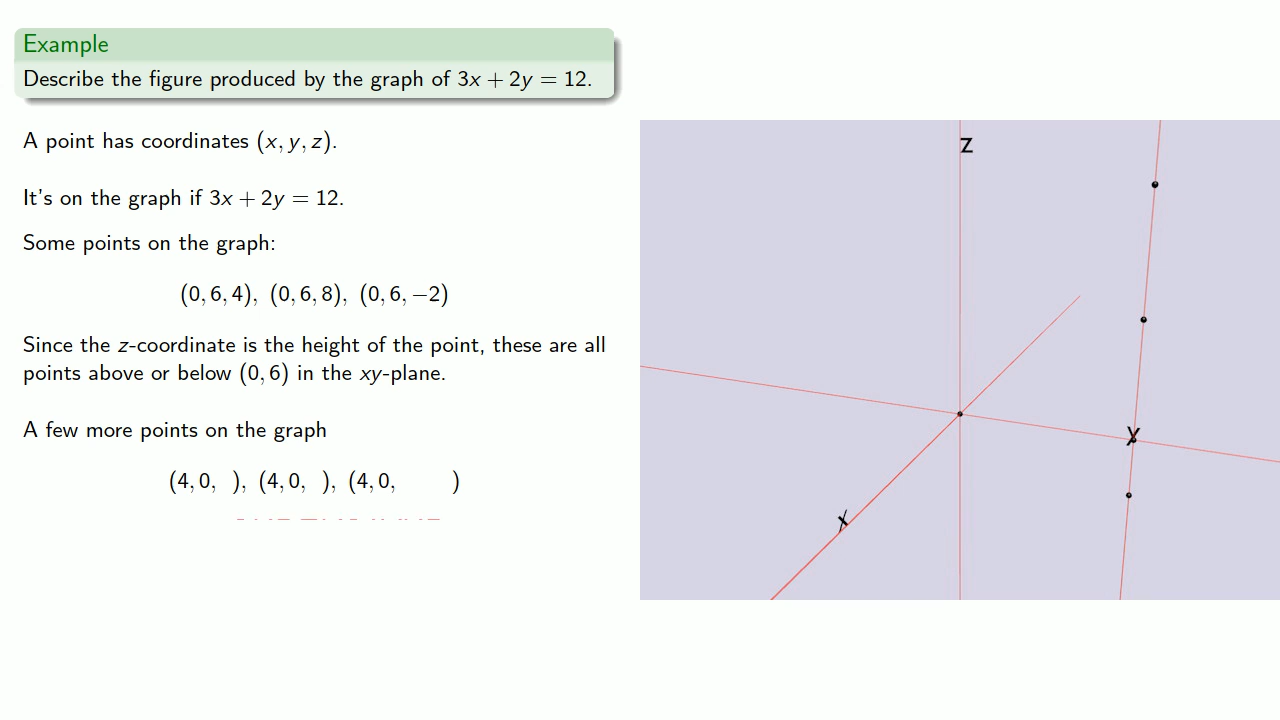 Example
Describe the figure produced by the graph of 3x + 2y = 12.
A point has coordinates (x, y, z).
It's on the graph if 3x + 2y = 12.
Some points on the graph:
(0, 6, 4), (0, 6, 8), (0, 6, −2)
Since the z-coordinate is the height of the point, these are all
points above or below (0, 6) in the xy-plane.
A few more points on the graph
(4, 0, ), (4, 0, ), (4, 0, )
z
y
x